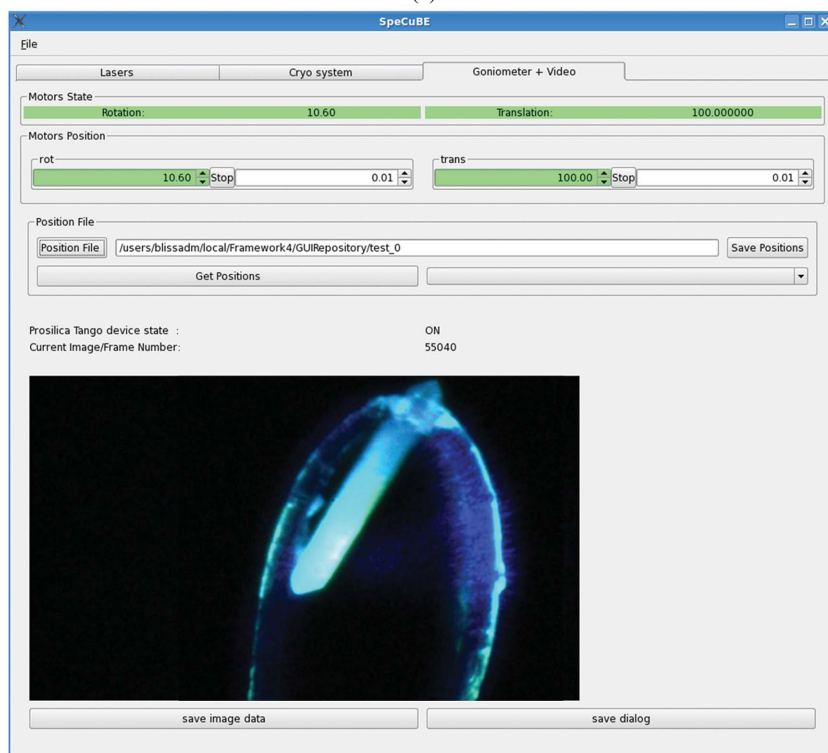 SpeCuBE
File
Lasers Cryo system Goniometer + Video
Motors State
Rotation: 10.60 Translation: 100.000000
Motors Position
rot trans
10.60 Stop 0.01 100.00 Stop 0.01
Position File
Position File /users/blissadm/local/Framework4/GUIRepository/test_0 Save Positions
Get Positions
Prosilica Tango device state : ON
Current Image/Frame Number: 55040
save image data save dialog